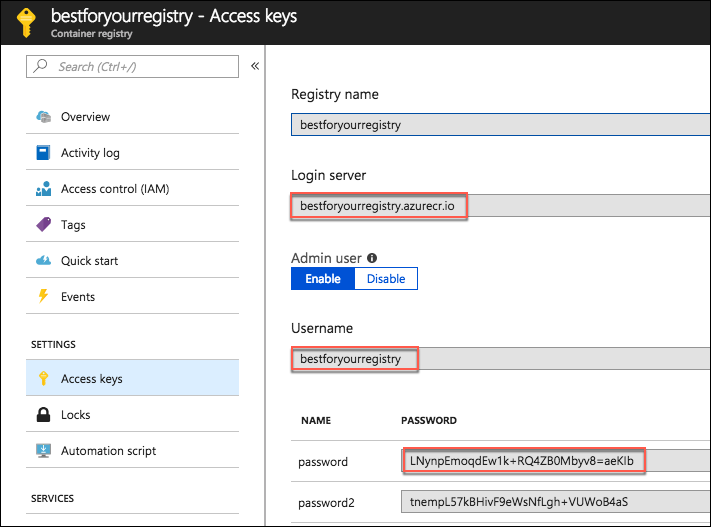 bestforyourregistry - Access keys
Container registry
Search (Ctrl+/)
«
Overview
Activity log
Access control (IAM)
Tags
Quick start
Events
SETTINGS
Access keys
Locks
Automation script
SERVICES
Registry name
bestforyourregistry
Login server
bestforyourregistry.azurecr.io
Admin user
Enable Disable
Username
bestforyourregistry
NAME PASSWORD
password LNynpEmoqdEw1k+RQ4ZB0Mbyv8=aeKIb
password2 tnempL57kBHivF9eWsNfLgh+VUWoB4aS